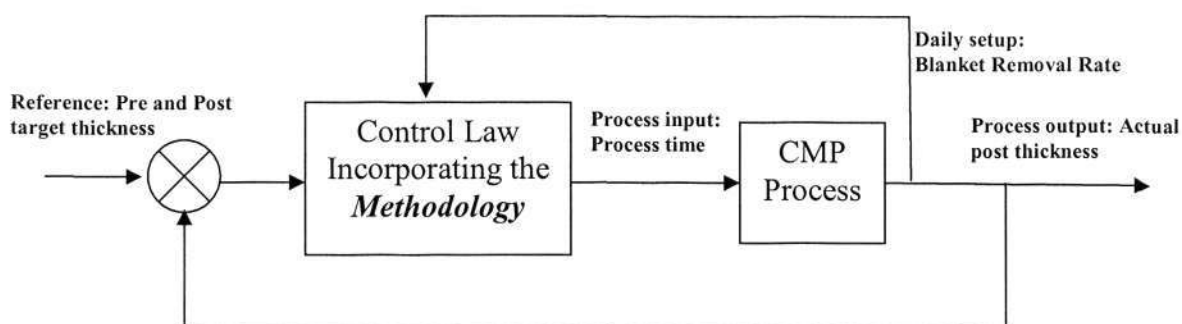 Daily setup:
Blanket Removal Rate
Reference: Pre and Post
target thickness
Control Law
Incorporating the
Methodology
Process input:
Process time
CMP
Process
Process output: Actual
post thickness